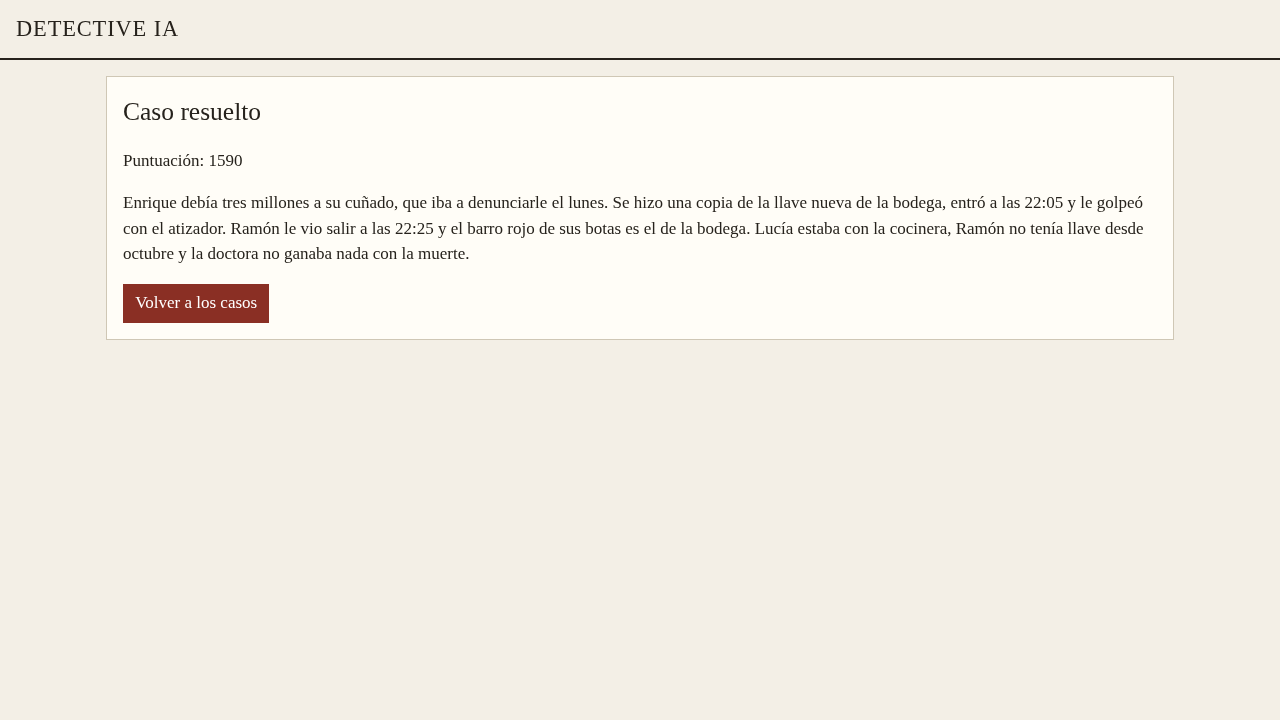 DETECTIVE IA
Caso resuelto
Puntuación: 1590
Enrique debía tres millones a su cuñado, que iba a denunciarle el lunes. Se hizo una copia de la llave nueva de la bodega, entró a las 22:05 y le golpeó
con el atizador. Ramón le vio salir a las 22:25 y el barro rojo de sus botas es el de la bodega. Lucía estaba con la cocinera, Ramón no tenía llave desde
octubre y la doctora no ganaba nada con la muerte.
Volver a los casos